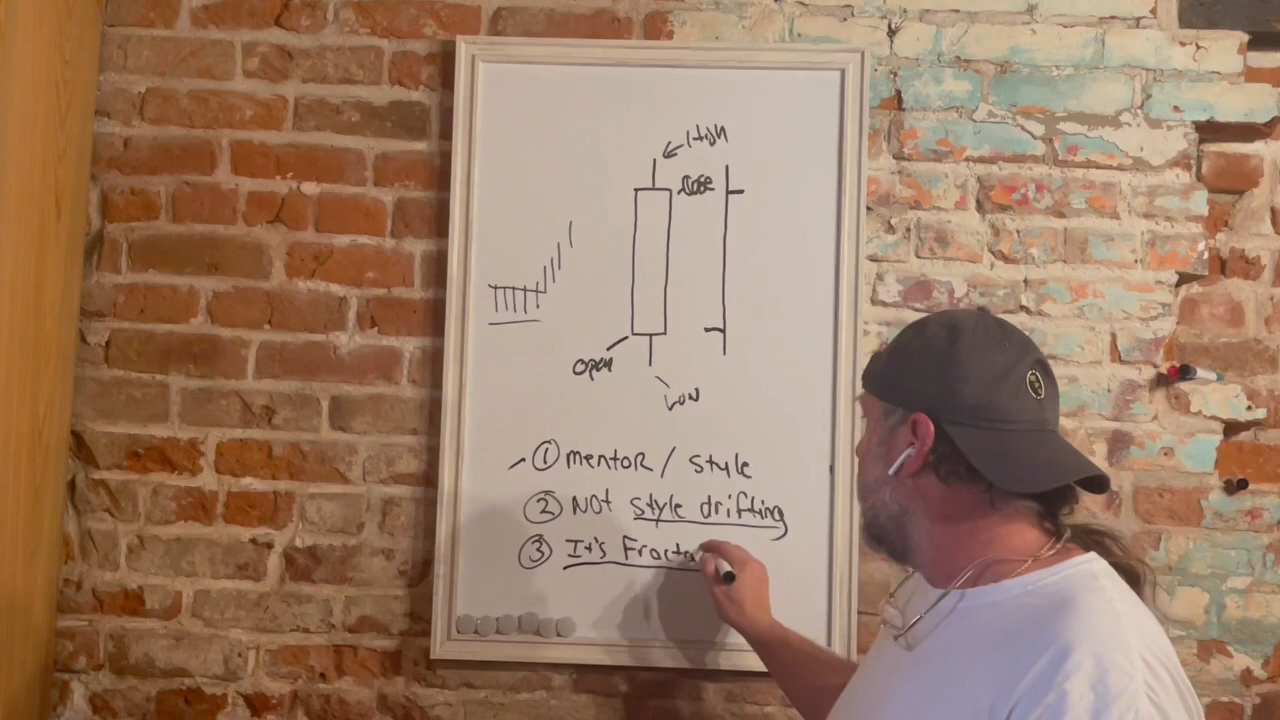 High
Close
open
Low
① mentor / style
② Not style drifting
③ It's Fracta